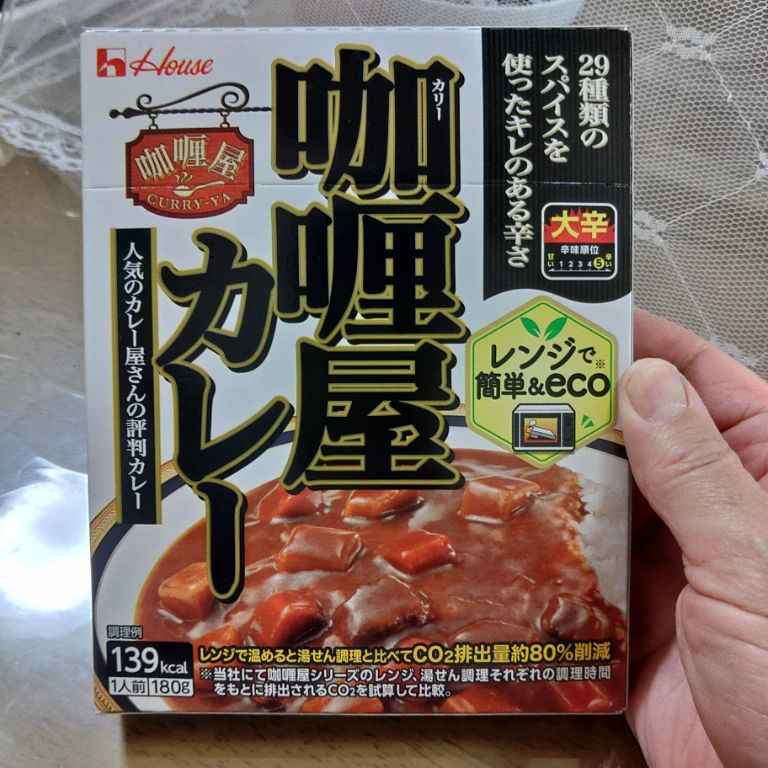 House
咖喱屋
CURRY-YA
カリー
咖喱屋
カレー
人気のカレー屋さんの評判カレー
29種類の
スパイスを
使ったキレのある辛さ
大辛
辛味順位
甘い 1 2 3 4 5 辛い
レンジで※
簡単&eco
調理例
139kcal
1人前 180g
レンジで温めると湯せん調理と比べてCO2排出量約80%削減
※当社にて咖喱屋シリーズのレンジ、湯せん調理それぞれの調理時間
をもとに排出されるCO2を試算して比較。